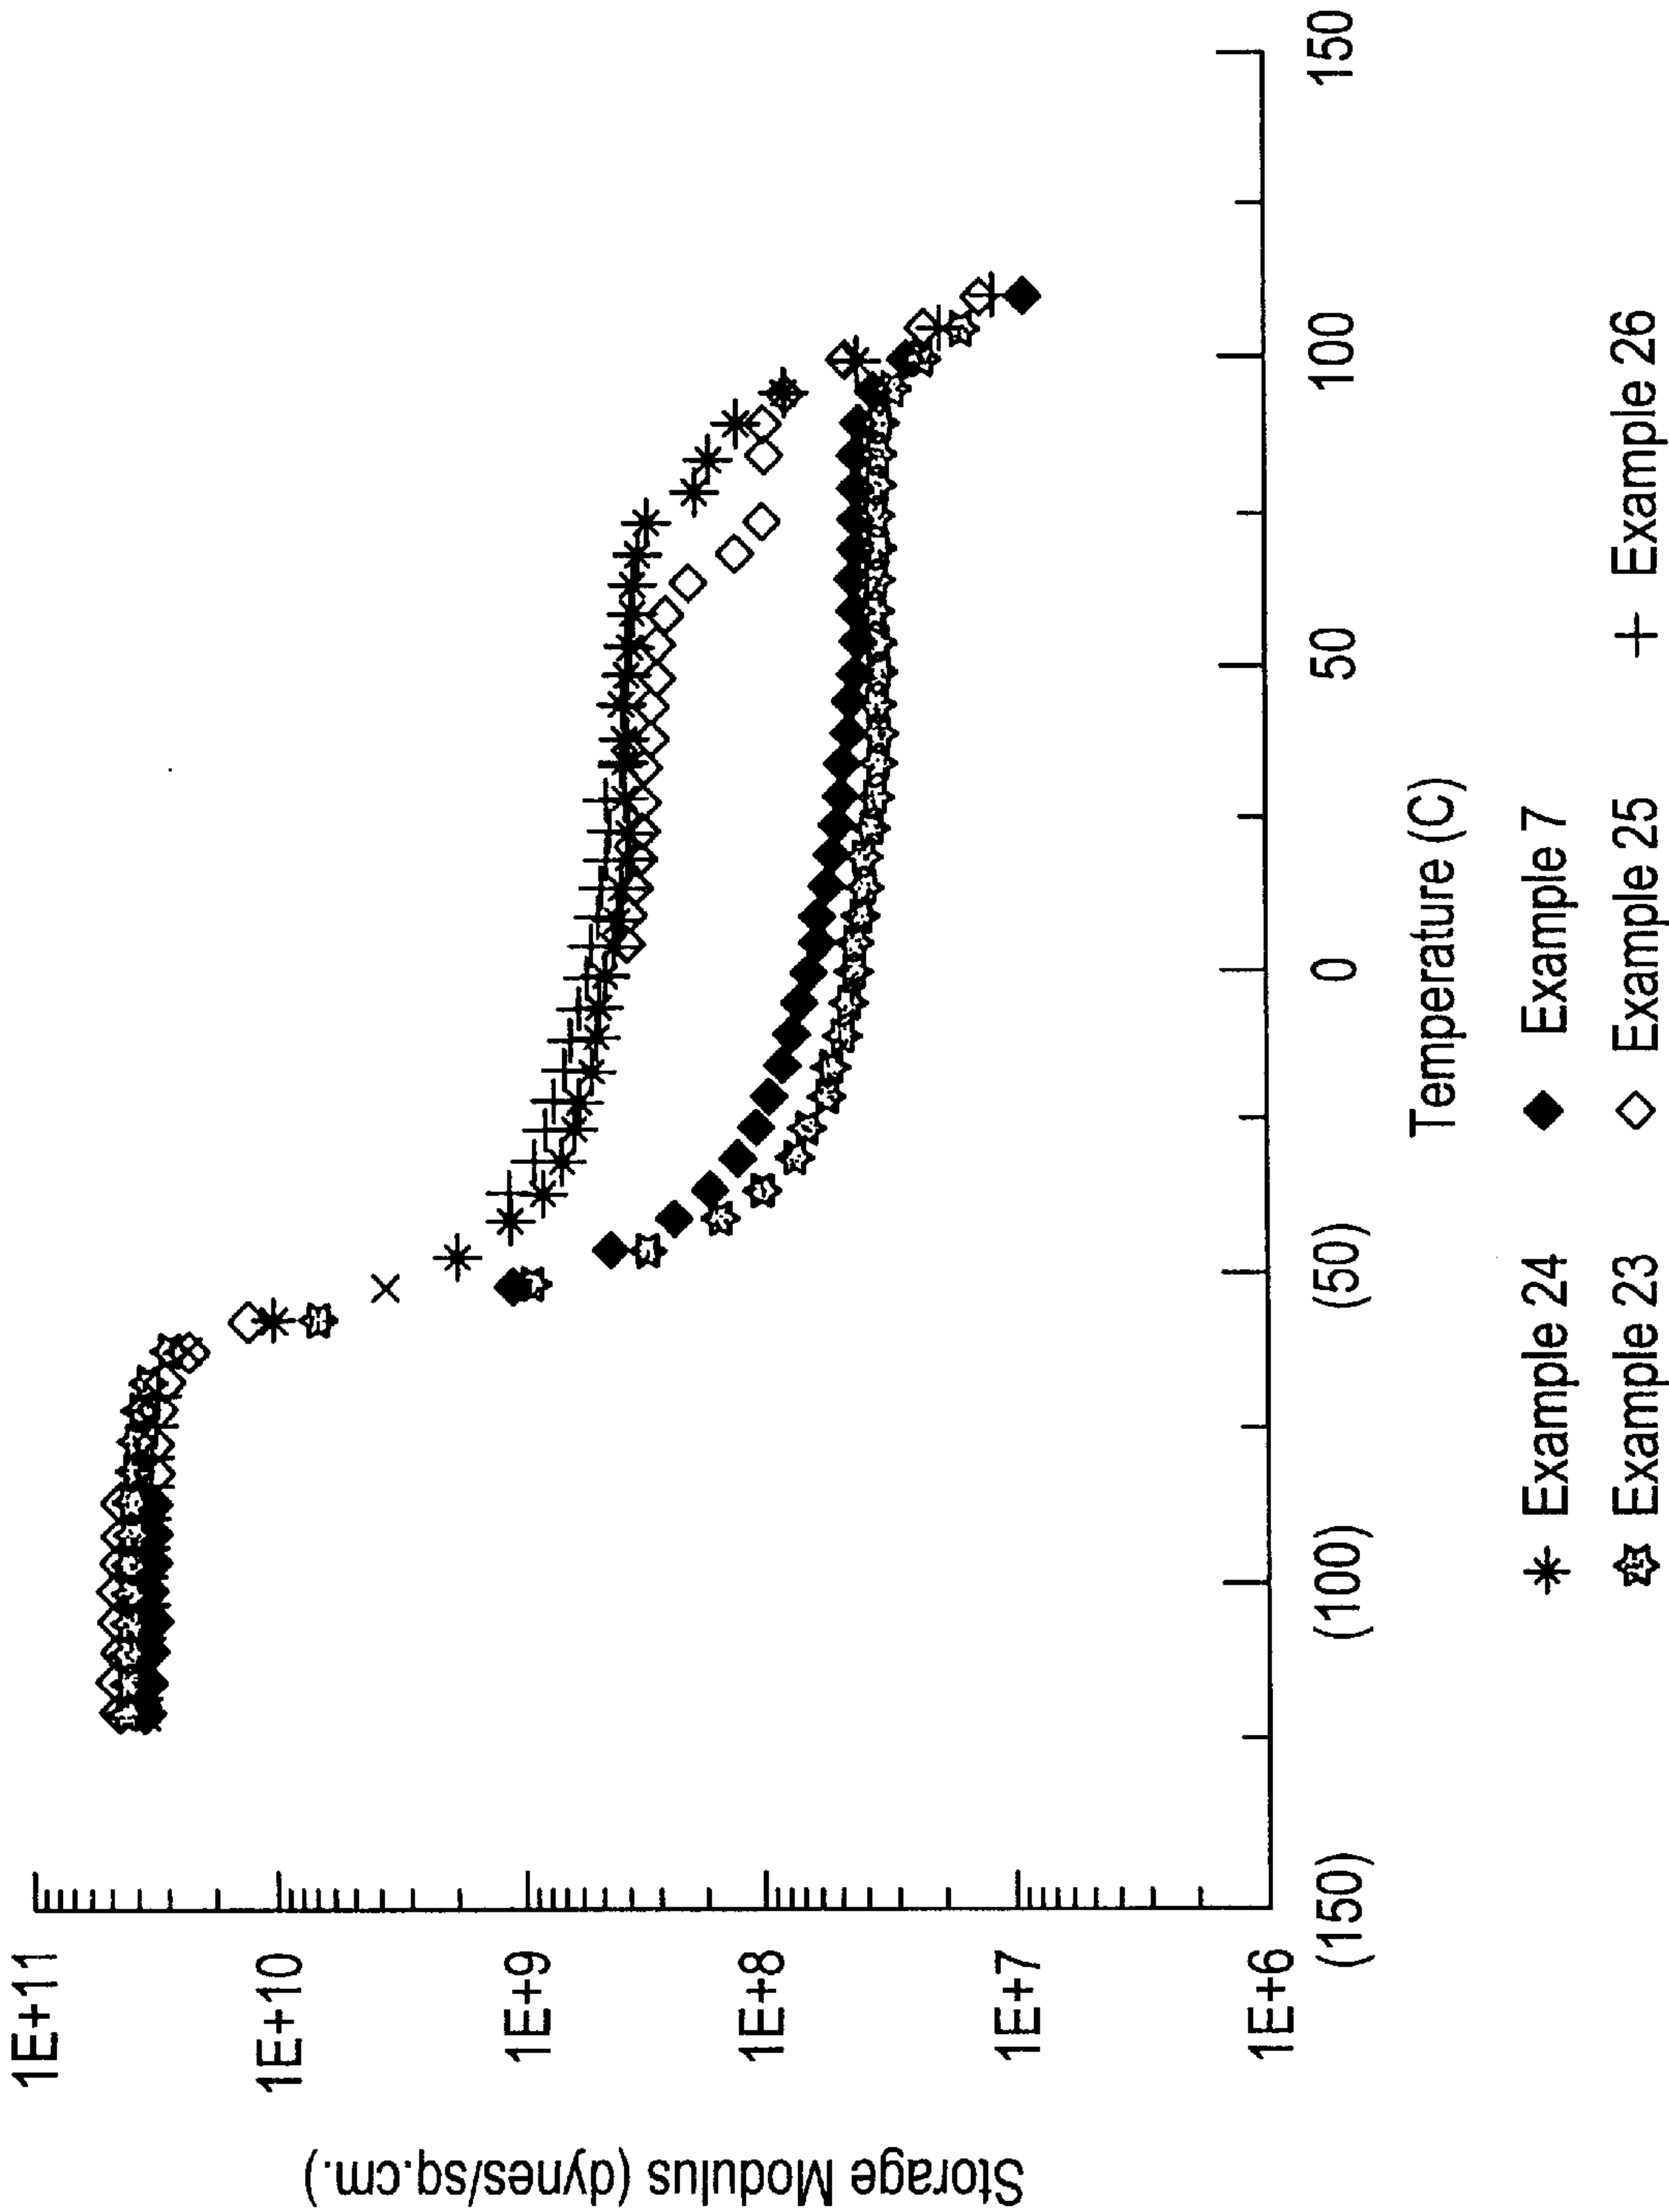 Storage Modulus (dynes/sq.cm.)
1E+11
1E+10
1E+9
1E+8
1E+7
1E+6
(150)
(100)
(50)
0
50
100
150
Temperature (C)
Example 24
Example 7
Example 23
Example 25
Example 26